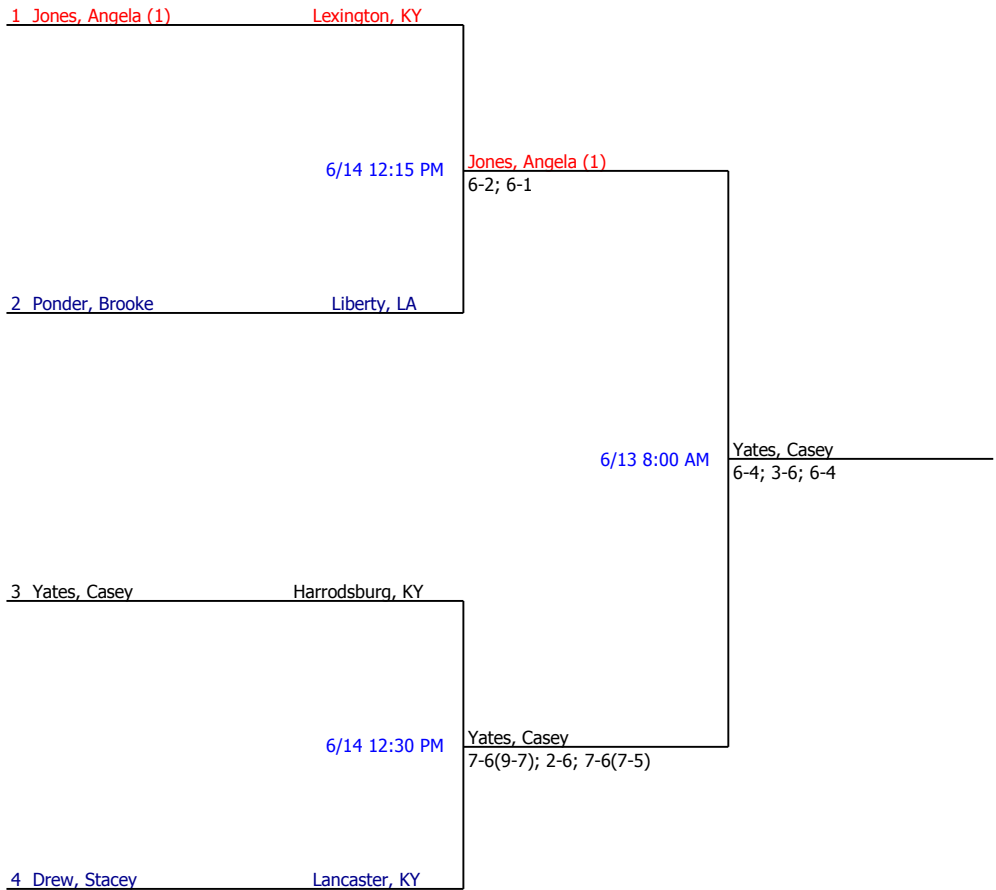 1 Jones, Angela (1) Lexington, KY
6/14 12:15 PM
Jones, Angela (1)
6-2; 6-1
2 Ponder, Brooke Liberty, LA
6/13 8:00 AM
Yates, Casey
6-4; 3-6; 6-4
3 Yates, Casey Harrodsburg, KY
6/14 12:30 PM
Yates, Casey
7-6(9-7); 2-6; 7-6(7-5)
4 Drew, Stacey Lancaster, KY